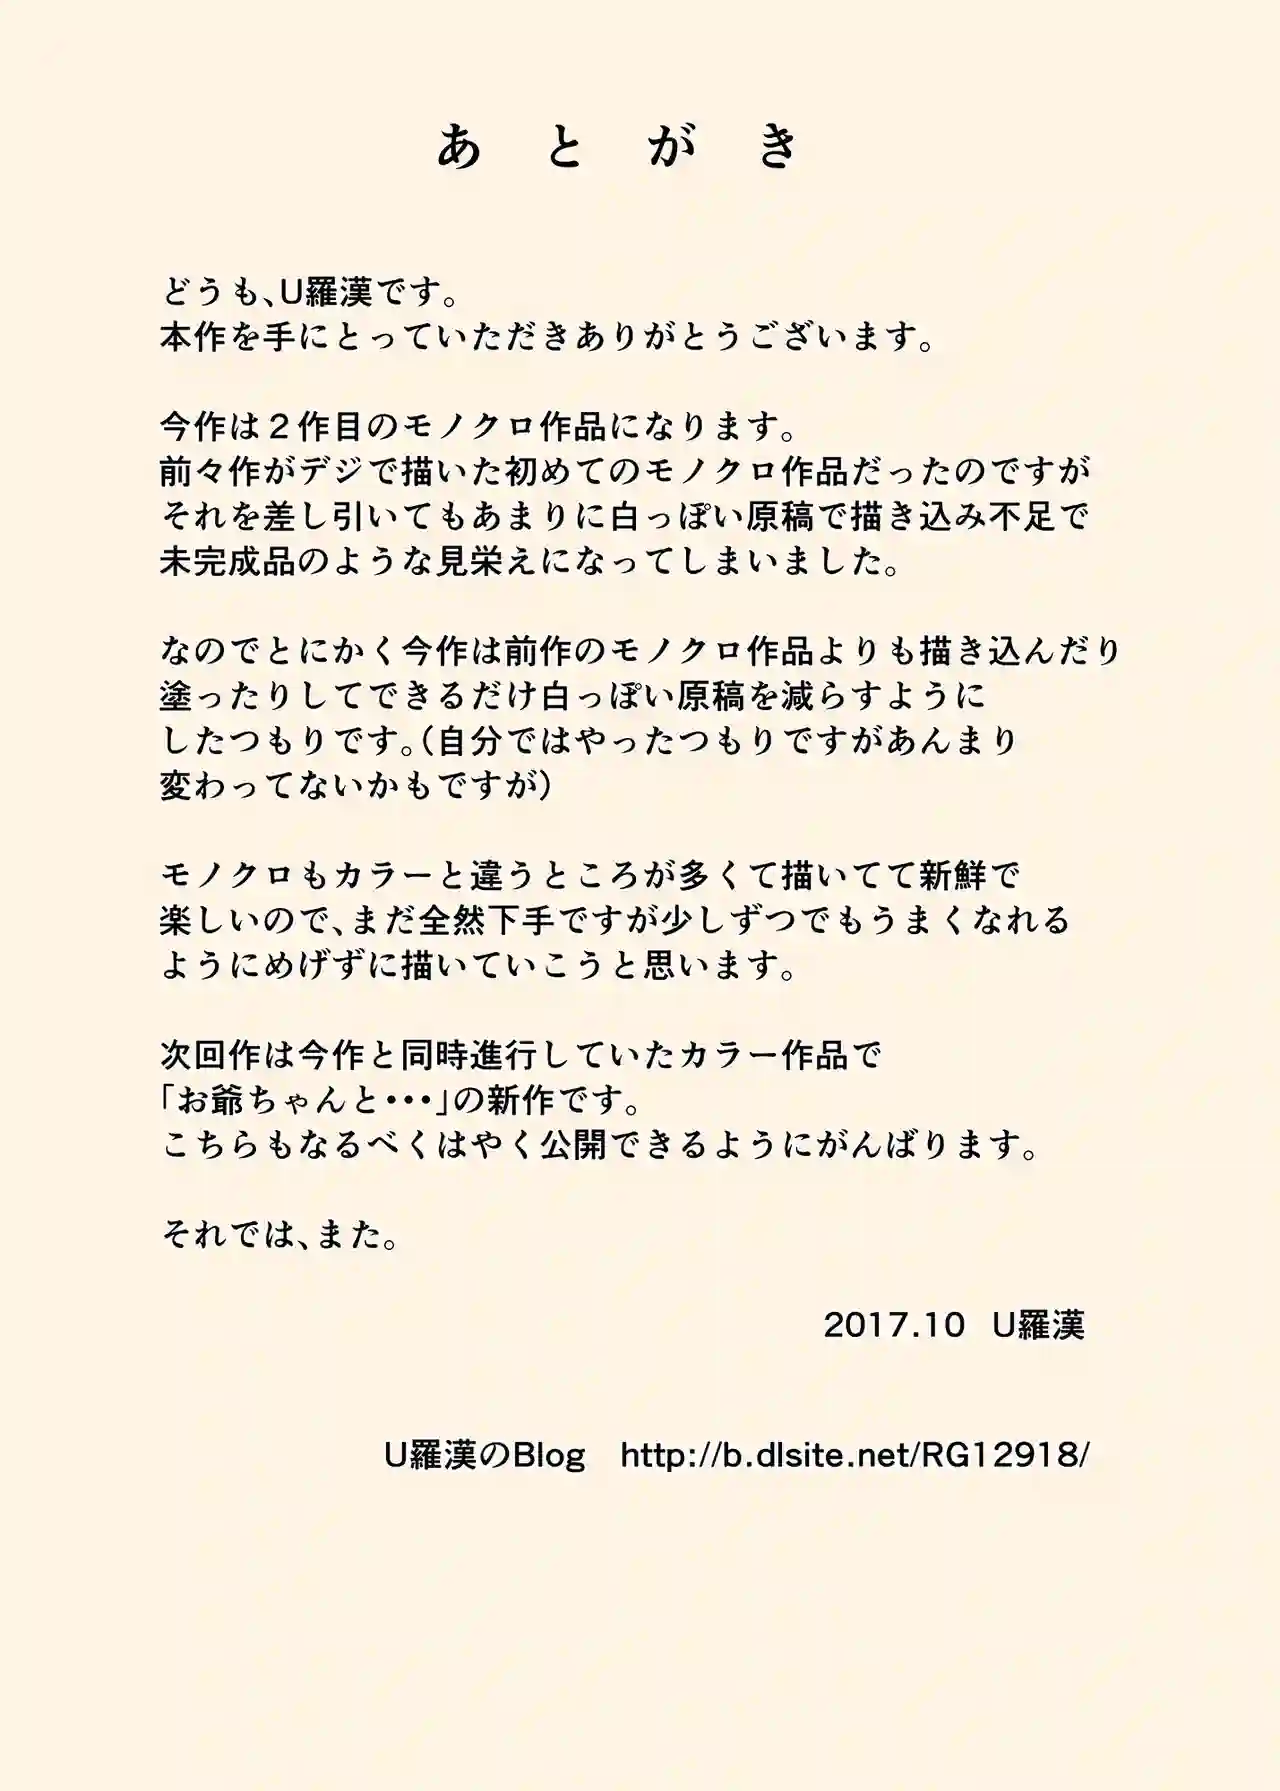 あとがき
どうも、U羅漢です。
本作を手にとっていただきありがとうございます。
今作は２作目のモノクロ作品になります。
前々作がデジで描いた初めてのモノクロ作品だったのですが
それを差し引いてもあまりに白っぽい原稿で描き込み不足で
未完成品のような見栄えになってしまいました。
なのでとにかく今作は前作のモノクロ作品よりも描き込んだり
塗ったりしてできるだけ白っぽい原稿を減らすように
したつもりです。（自分ではやったつもりですがあんまり
変わってないかもですが）
モノクロもカラーと違うところが多くて描いてて新鮮で
楽しいので、まだ全然下手ですが少しずつでもうまくなれる
ようにめげずに描いていこうと思います。
次回作は今作と同時進行していたカラー作品で
「お爺ちゃんと・・・」の新作です。
こちらもなるべくはやく公開できるようにがんばります。
それでは、また。
2017.10 U羅漢
U羅漢のBlog http://b.dlsite.net/RG12918/